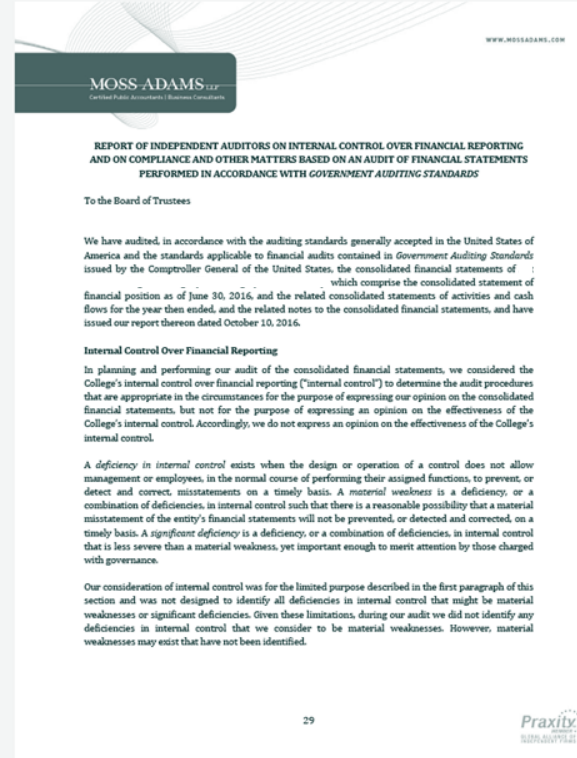 WWW.MOSSADAMS.COM
MOSS ADAMS LLP
Certified Public Accountants | Business Consultants
REPORT OF INDEPENDENT AUDITORS ON INTERNAL CONTROL OVER FINANCIAL REPORTING
AND ON COMPLIANCE AND OTHER MATTERS BASED ON AN AUDIT OF FINANCIAL STATEMENTS
PERFORMED IN ACCORDANCE WITH GOVERNMENT AUDITING STANDARDS
To the Board of Trustees
We have audited, in accordance with the auditing standards generally accepted in the United States of
America and the standards applicable to financial audits contained in Government Auditing Standards
issued by the Comptroller General of the United States, the consolidated financial statements of
which comprise the consolidated statement of
financial position as of June 30, 2016, and the related consolidated statements of activities and cash
flows for the year then ended, and the related notes to the consolidated financial statements, and have
issued our report thereon dated October 10, 2016.
Internal Control Over Financial Reporting
In planning and performing our audit of the consolidated financial statements, we considered the
College's internal control over financial reporting ("internal control") to determine the audit procedures
that are appropriate in the circumstances for the purpose of expressing our opinion on the consolidated
financial statements, but not for the purpose of expressing an opinion on the effectiveness of the
College's internal control. Accordingly, we do not express an opinion on the effectiveness of the College's
internal control.
A deficiency in internal control exists when the design or operation of a control does not allow
management or employees, in the normal course of performing their assigned functions, to prevent, or
detect and correct, misstatements on a timely basis. A material weakness is a deficiency, or a
combination of deficiencies, in internal control such that there is a reasonable possibility that a material
misstatement of the entity's financial statements will not be prevented, or detected and corrected, on a
timely basis. A significant deficiency is a deficiency, or a combination of deficiencies, in internal control
that is less severe than a material weakness, yet important enough to merit attention by those charged
with governance.
Our consideration of internal control was for the limited purpose described in the first paragraph of this
section and was not designed to identify all deficiencies in internal control that might be material
weaknesses or significant deficiencies. Given these limitations, during our audit we did not identify any
deficiencies in internal control that we consider to be material weaknesses. However, material
weaknesses may exist that have not been identified.
29
Praxity
MEMBER
GLOBAL ALLIANCE OF
INDEPENDENT FIRMS